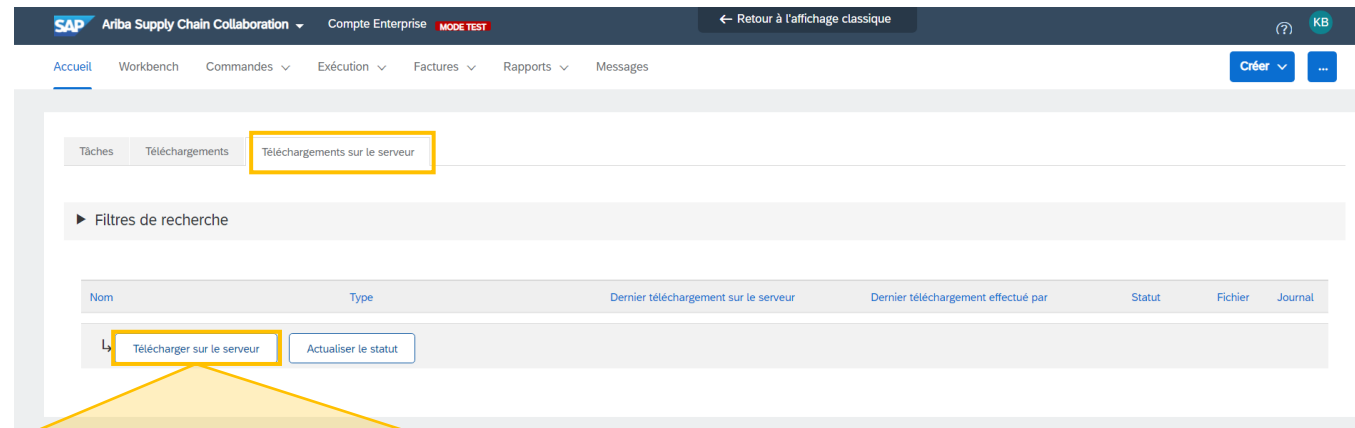 SAP Ariba Supply Chain Collaboration Compte Enterprise MODE TEST ← Retour à l'affichage classique ? KB
Accueil Workbench Commandes Exécution Factures Rapports Messages Créer ...
Tâches Téléchargements Téléchargements sur le serveur
► Filtres de recherche
Nom Type Dernier téléchargement sur le serveur Dernier téléchargement effectué par Statut Fichier Journal
Télécharger sur le serveur Actualiser le statut